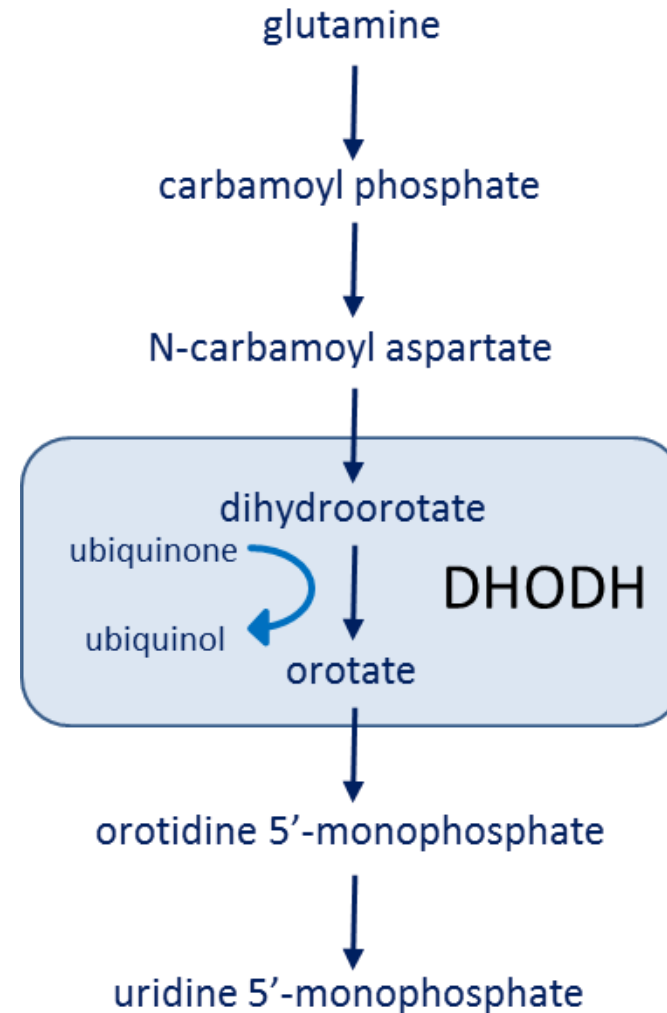 glutamine
carbamoyl phosphate
N-carbamoyl aspartate
dihydroorotate
ubiquinone
DHODH
ubiquinol
orotate
orotidine 5’-monophosphate
uridine 5’-monophosphate